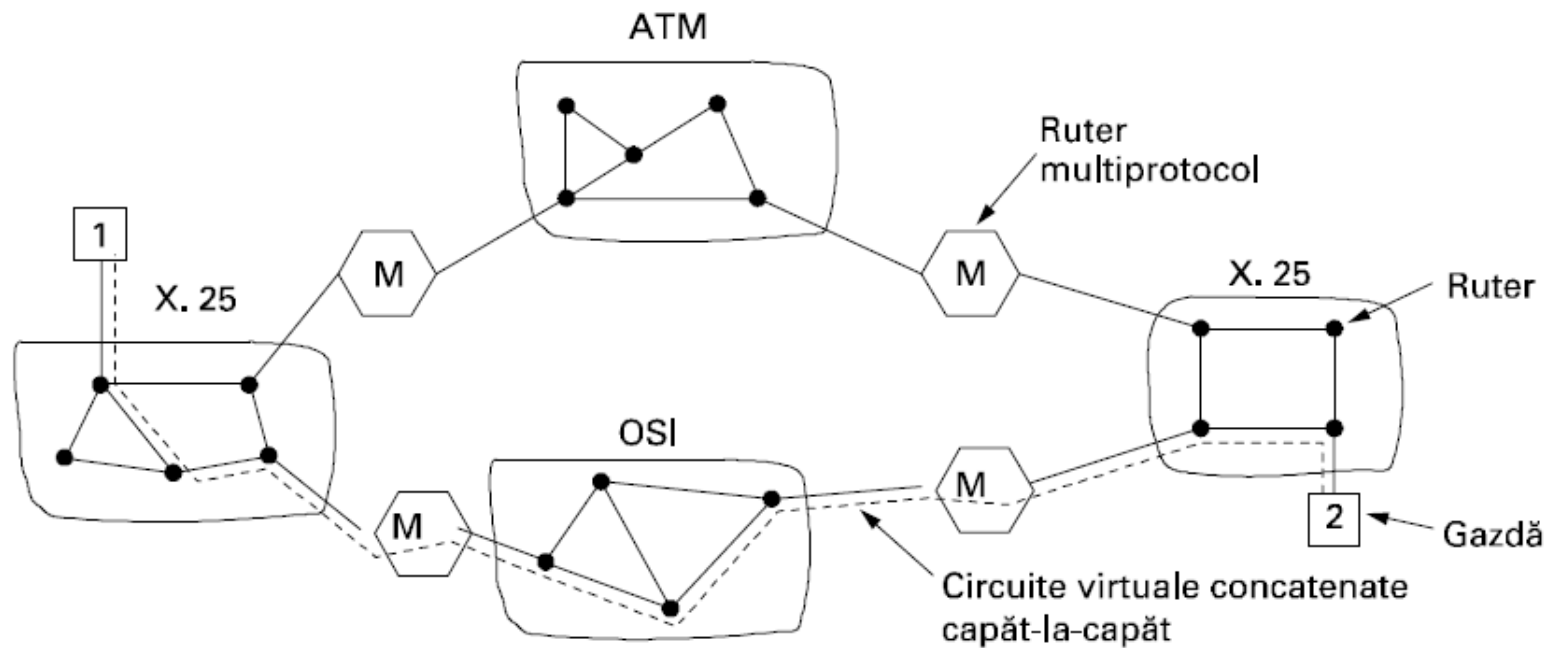 ATM
Ruter
multiprotocol
1
M
M
X. 25
X. 25
Ruter
OSI
M
M
2
Gazdă
Circuite virtuale concatenate
capăt-la-capăt